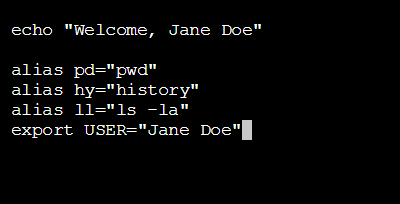 echo "Welcome, Jane Doe"
alias pd="pwd"
alias hy="history"
alias ll="ls -la"
export USER="Jane Doe"